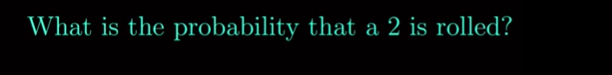 What is the probability that a 2 is rolled?